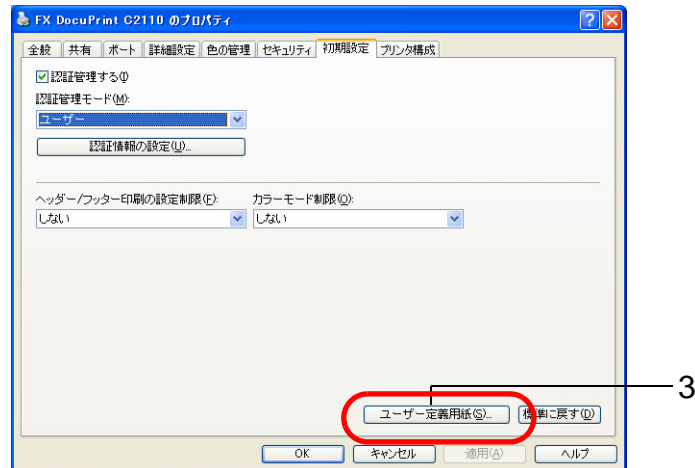 FX DocuPrint C2110 のプロパティ
全般 共有 ポート 詳細設定 色の管理 セキュリティ 初期設定 プリンタ構成
認証管理する(I)
認証管理モード(M):
ユーザー
認証情報の設定(U)...
ヘッダー/フッター印刷の設定制限(F): カラーモード制限(O):
しない しない
3
ユーザー定義用紙(S)... 標準に戻す(D)
OK キャンセル 適用(A) ヘルプ